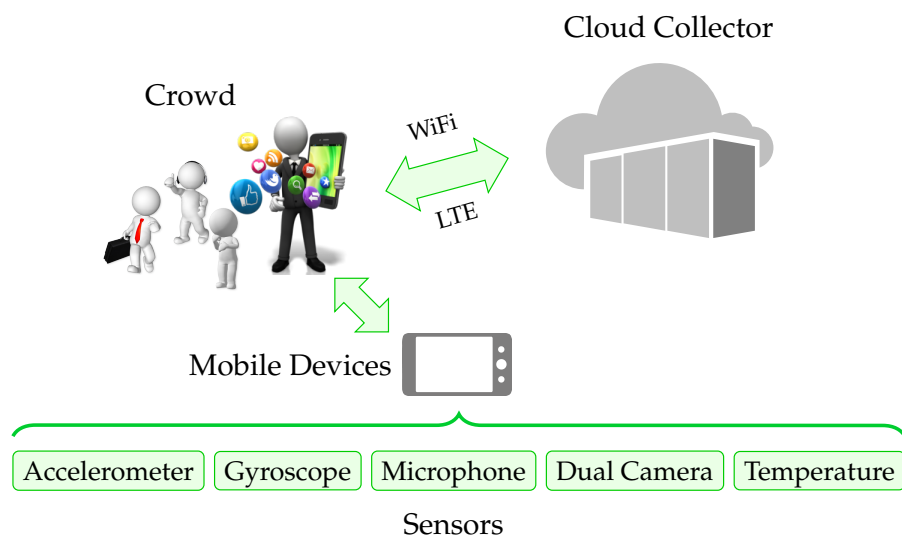 Cloud Collector
Crowd
WiFi
LTE
Mobile Devices
Accelerometer
Gyroscope
Microphone
Dual Camera
Temperature
Sensors